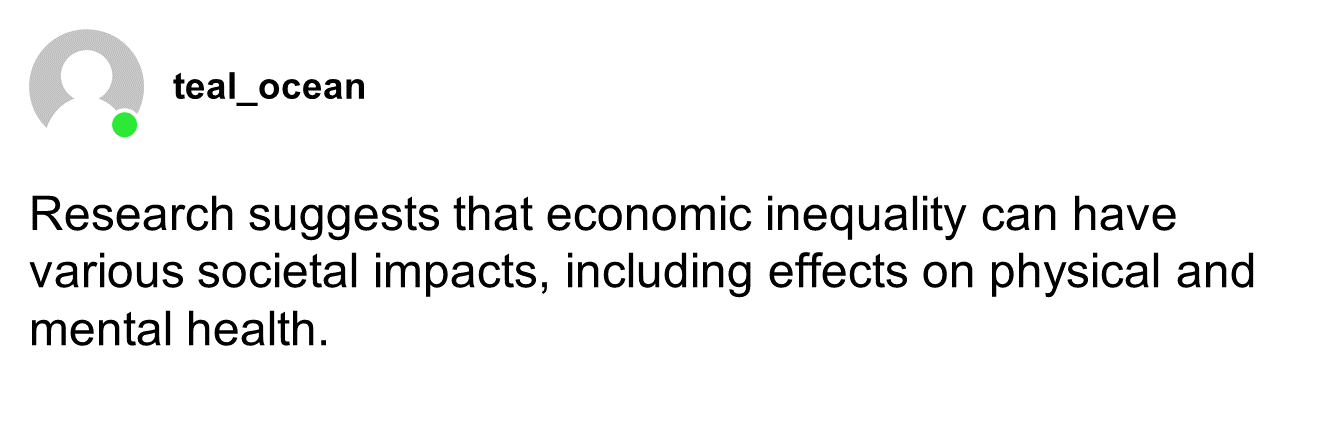 teal_ocean
Research suggests that economic inequality can have
various societal impacts, including effects on physical and
mental health.